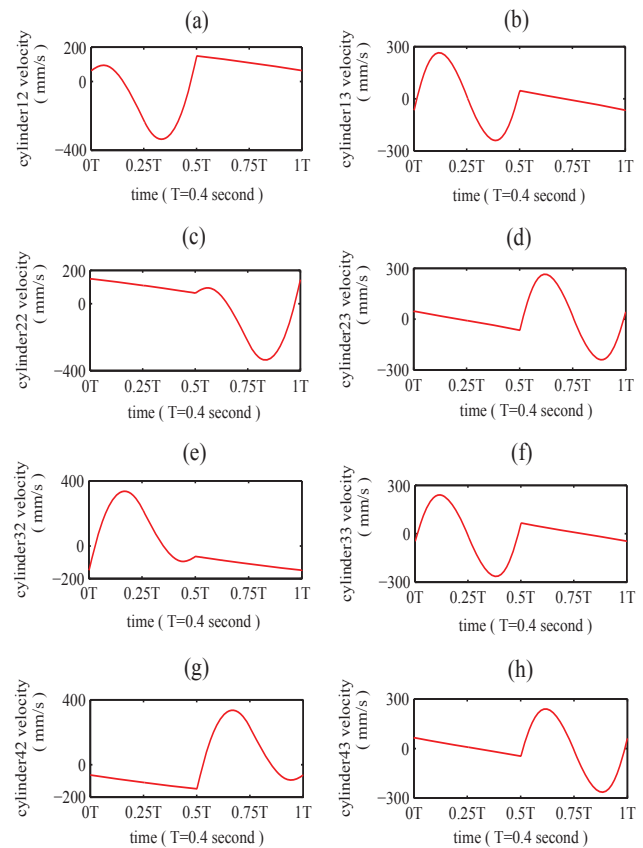 (a)
cylinder12 velocity
( mm/s )
200
0
−400
0T 0.25T 0.5T 0.75T 1T
time ( T=0.4 second )
(b)
cylinder13 velocity
( mm/s )
300
0
−300
0T 0.25T 0.5T 0.75T 1T
time ( T=0.4 second )
(c)
cylinder22 velocity
( mm/s )
200
0
−400
0T 0.25T 0.5T 0.75T 1T
time ( T=0.4 second )
(d)
cylinder23 velocity
( mm/s )
300
0
−300
0T 0.25T 0.5T 0.75T 1T
time ( T=0.4 second )
(e)
cylinder32 velocity
( mm/s )
400
0
−200
0T 0.25T 0.5T 0.75T 1T
time ( T=0.4 second )
(f)
cylinder33 velocity
( mm/s )
300
0
−300
0T 0.25T 0.5T 0.75T 1T
time ( T=0.4 second )
(g)
cylinder42 velocity
( mm/s )
400
0
−200
0T 0.25T 0.5T 0.75T 1T
time ( T=0.4 second )
(h)
cylinder43 velocity
( mm/s )
300
0
−300
0T 0.25T 0.5T 0.75T 1T
time ( T=0.4 second )